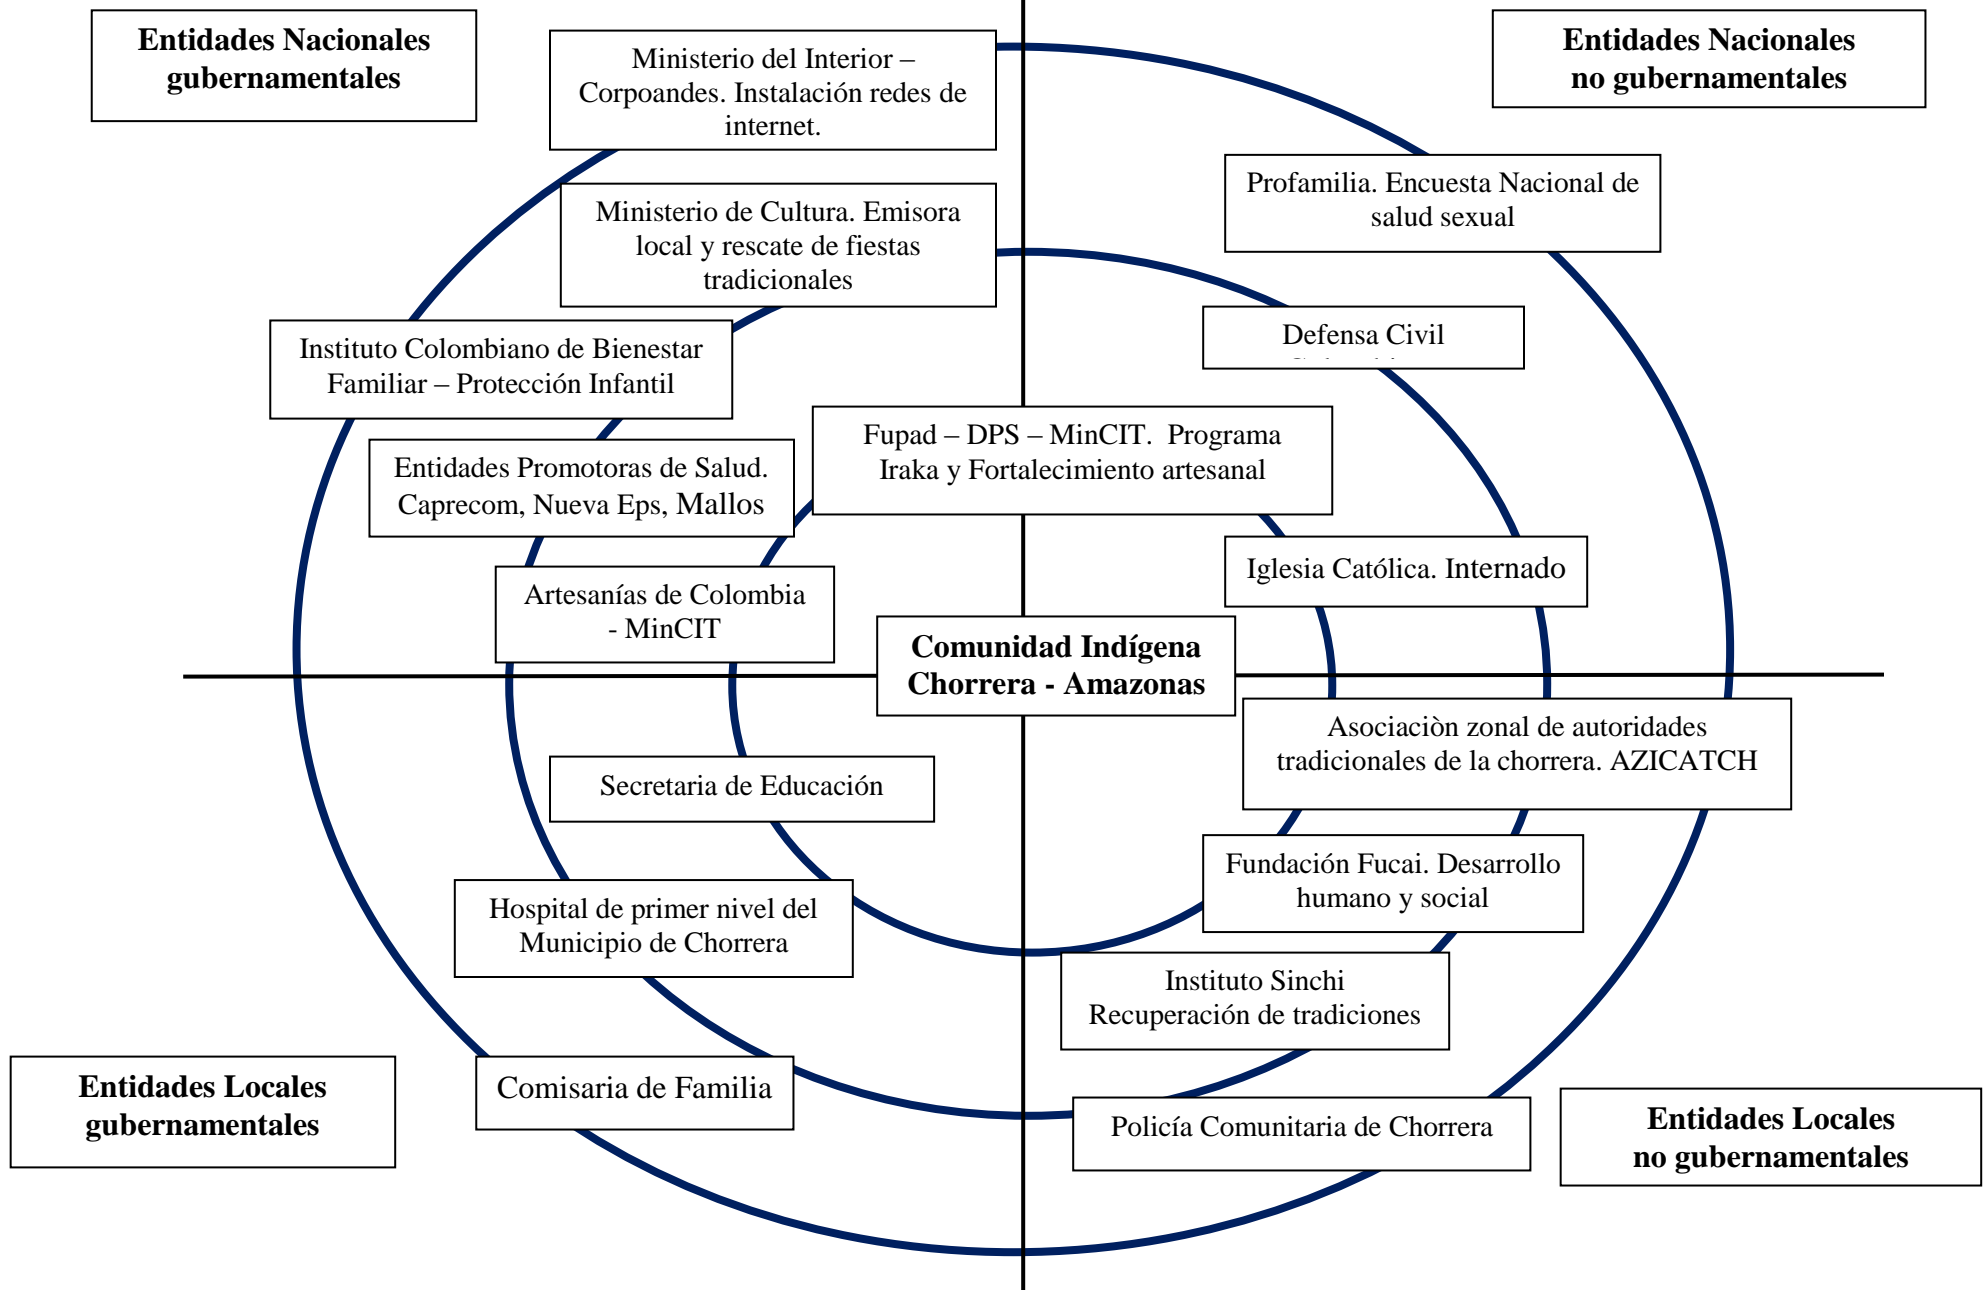 Entidades Nacionales
gubernamentales
Entidades Nacionales
no gubernamentales
Ministerio del Interior –
Corpoandes. Instalación redes de
internet.
Profamilia. Encuesta Nacional de
salud sexual
Ministerio de Cultura. Emisora
local y rescate de fiestas
tradicionales
Defensa Civil
Instituto Colombiano de Bienestar
Familiar – Protección Infantil
Fupad – DPS – MinCIT.  Programa
Iraka y Fortalecimiento artesanal
Entidades Promotoras de Salud.
Caprecom, Nueva Eps, Mallos
Iglesia Católica. Internado
Artesanías de Colombia
- MinCIT
Comunidad Indígena
Chorrera - Amazonas
Asociaciòn zonal de autoridades
tradicionales de la chorrera. AZICATCH
Secretaria de Educación
Fundación Fucai. Desarrollo
humano y social
Hospital de primer nivel del
Municipio de Chorrera
Instituto Sinchi
Recuperación de tradiciones
Comisaria de Familia
Policía Comunitaria de Chorrera
Entidades Locales
gubernamentales
Entidades Locales
no gubernamentales